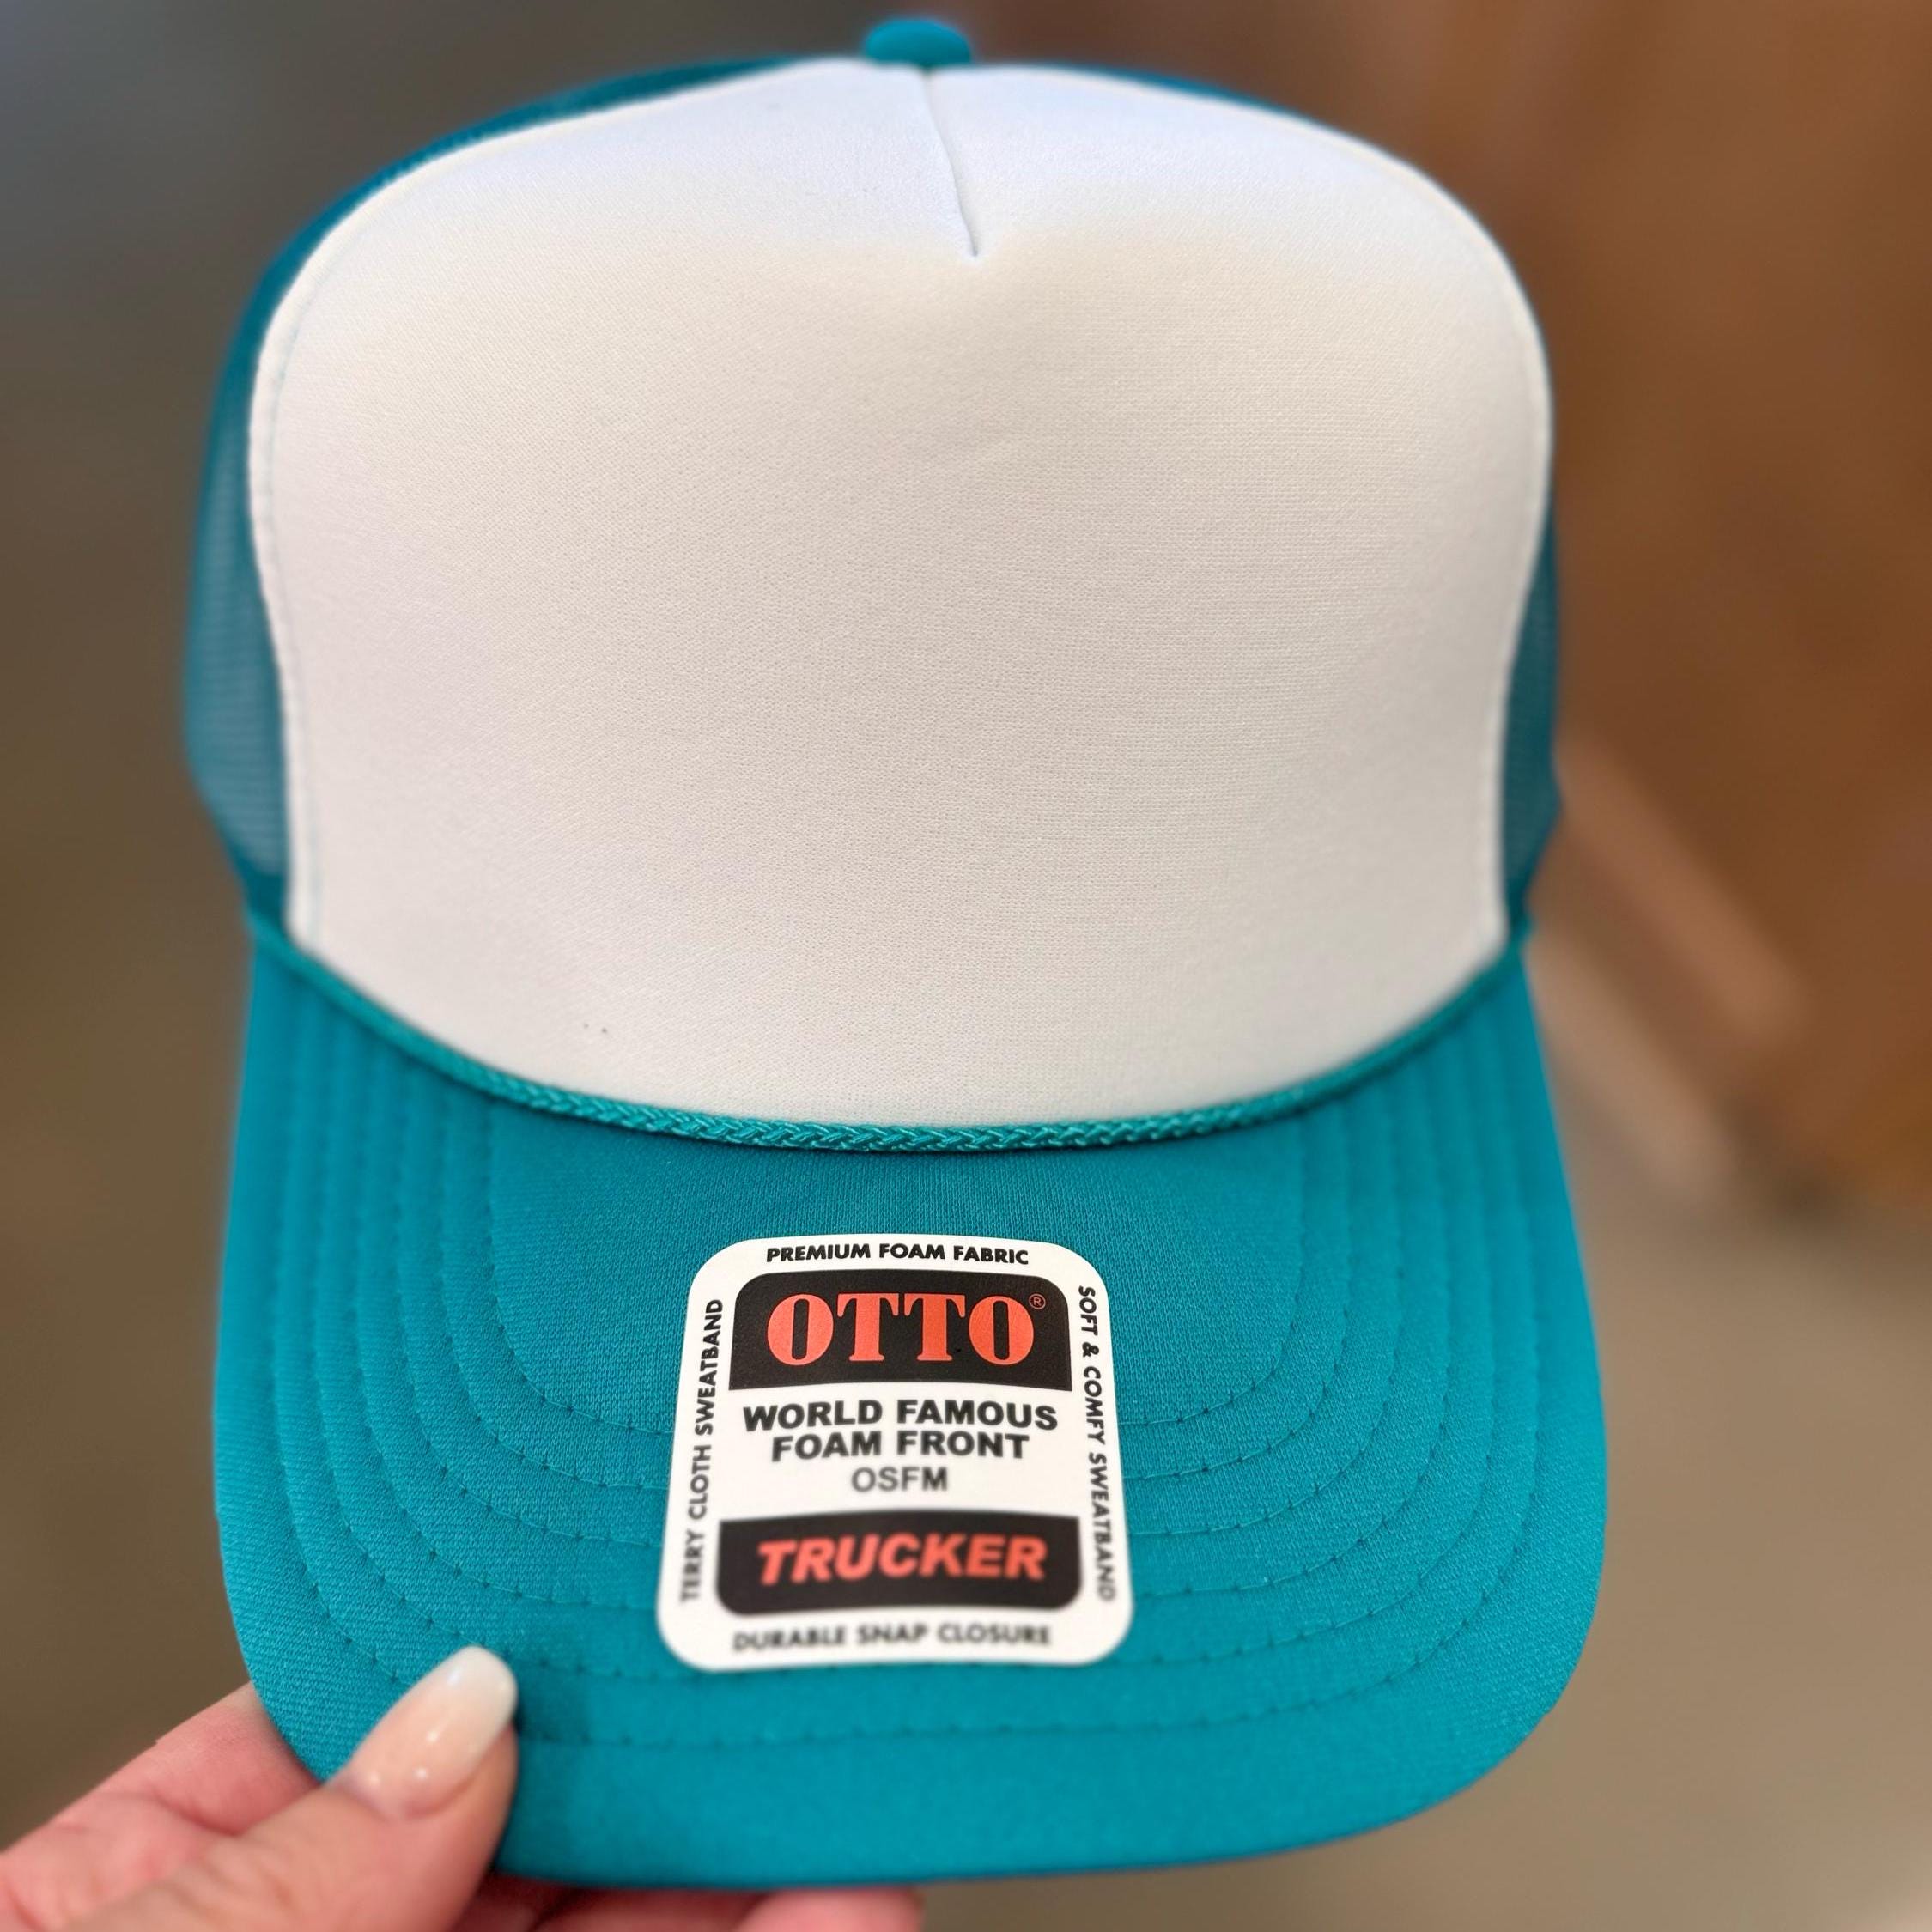 PREMIUM FOAM FABRIC
OTTO®
WORLD FAMOUS
FOAM FRONT
OSFM
TRUCKER
DURABLE SNAP CLOSURE
TERRY CLOTH SWEATBAND
SOFT & COMFY SWEATBAND